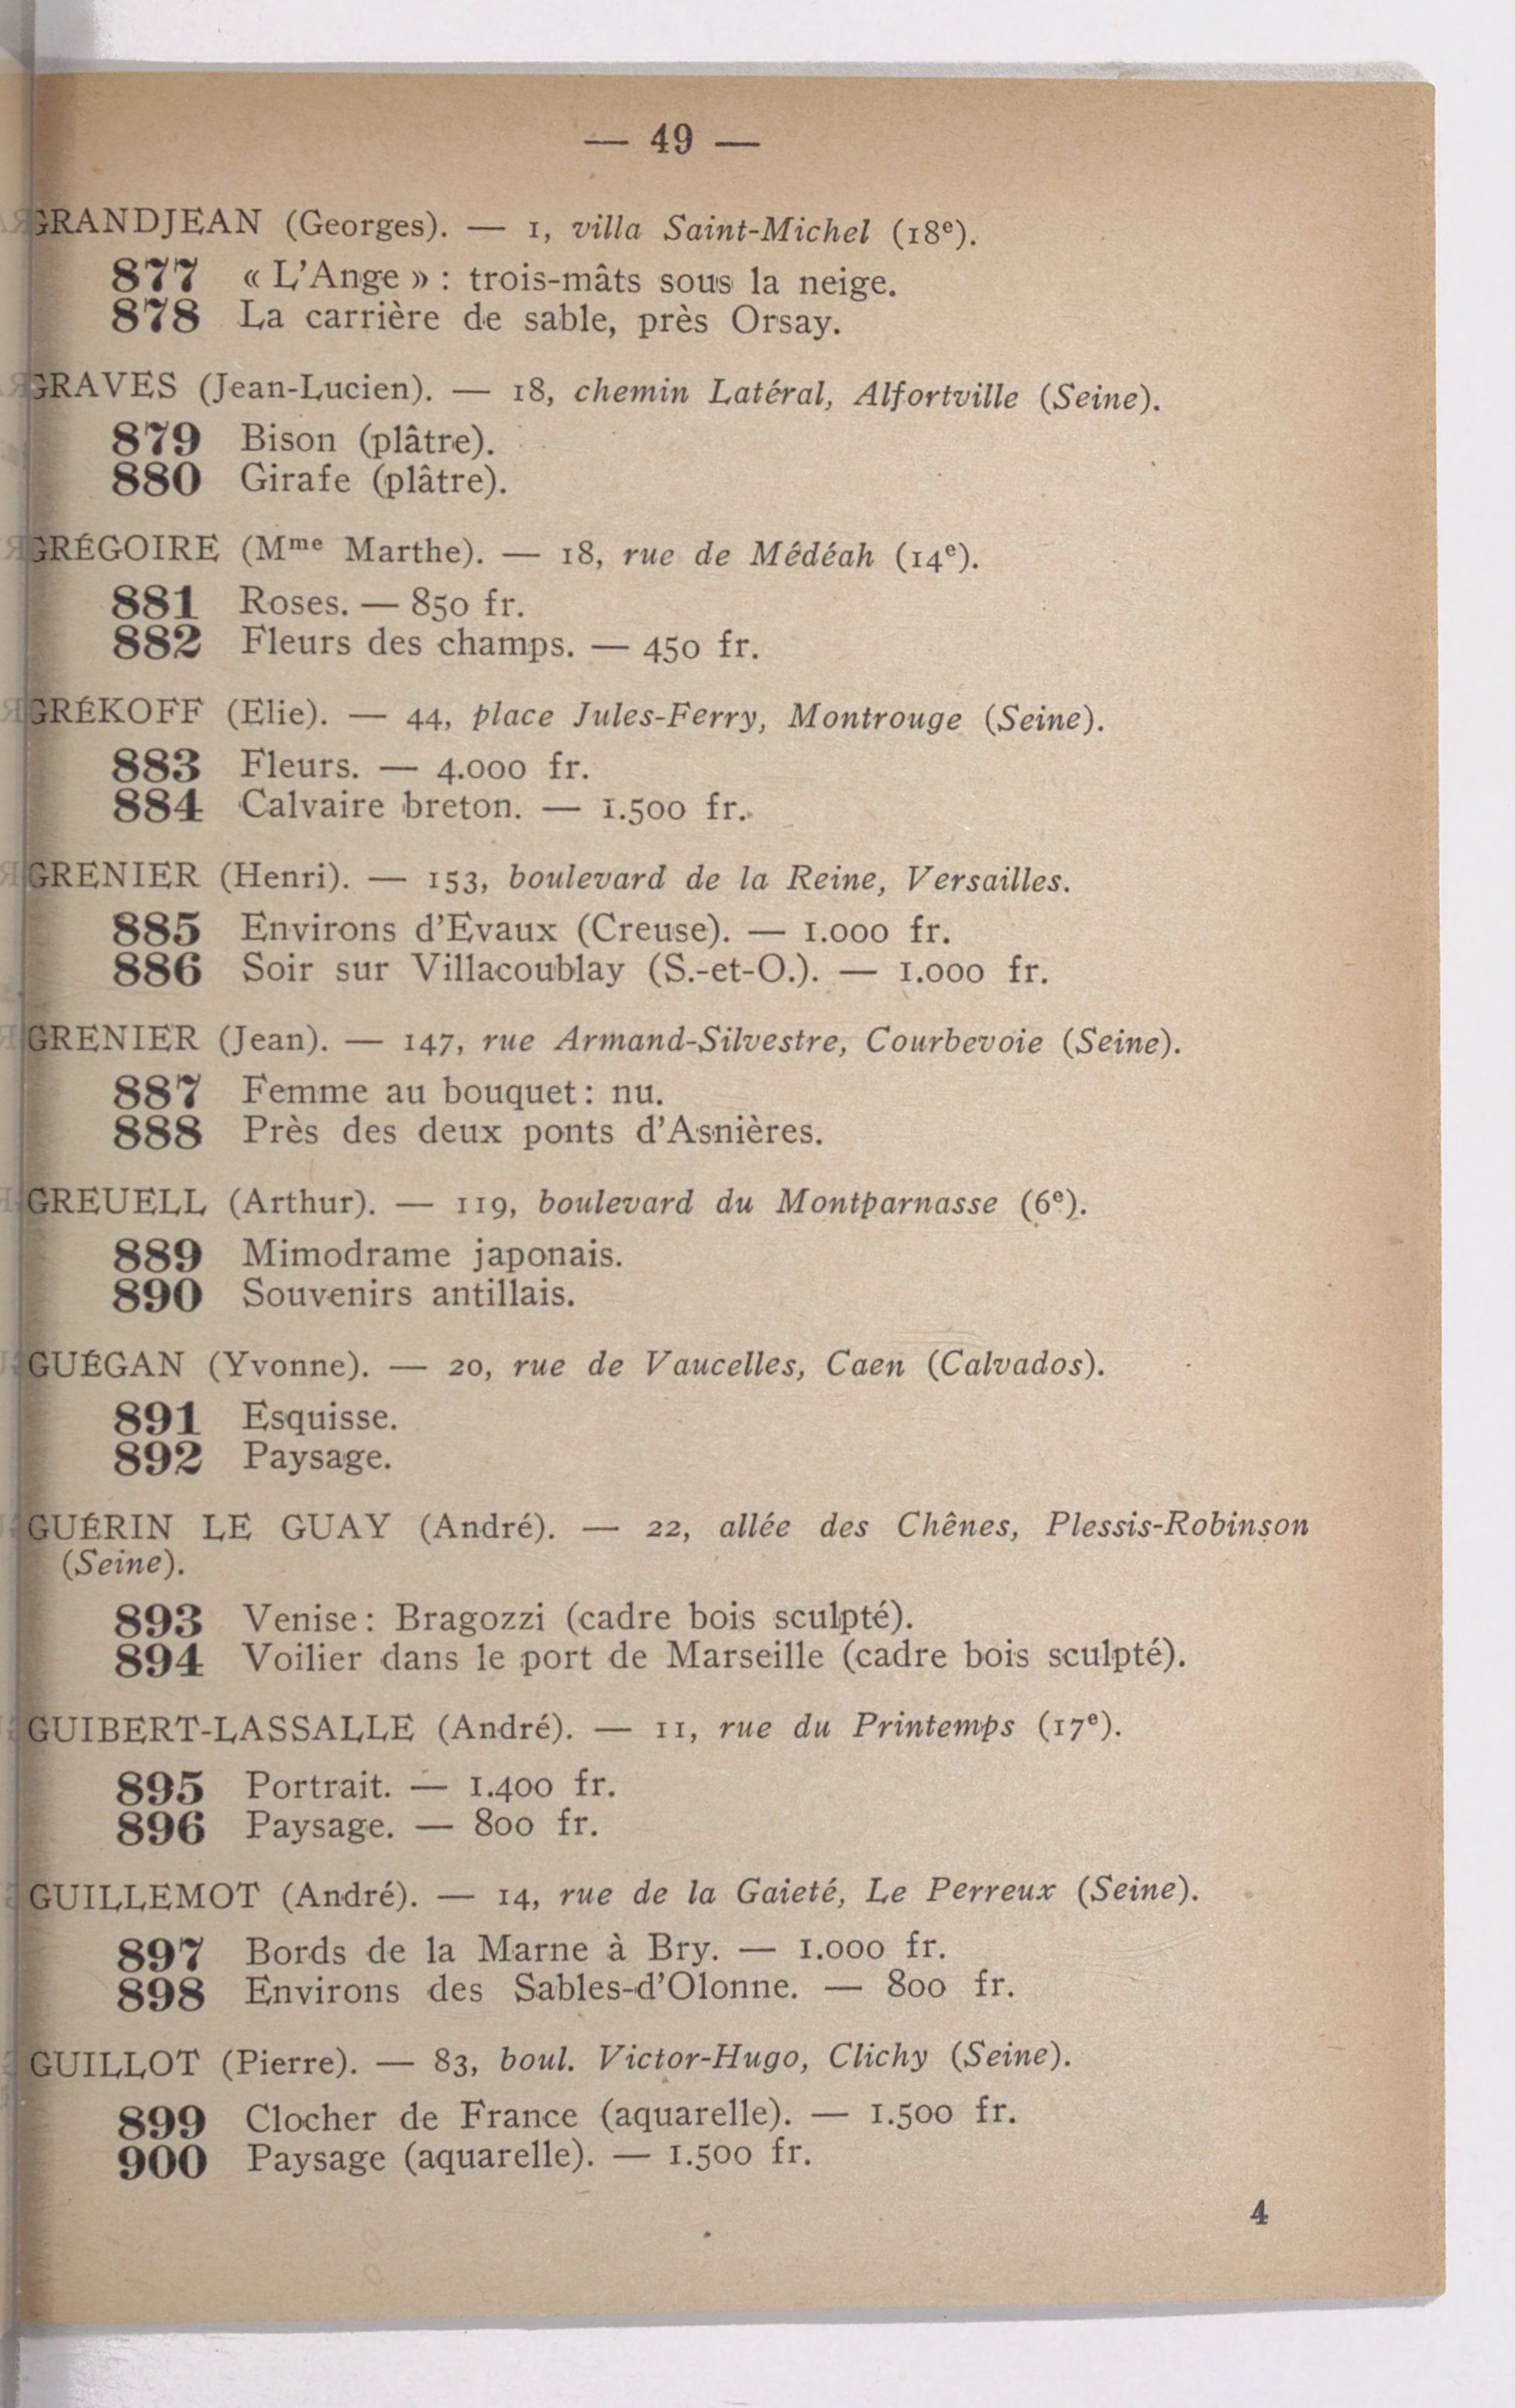 — 49 —
GRANDJEAN (Georges). — 1, villa Saint-Michel (18e).
877 « L'Ange » : trois-mâts sous la neige.
878 La carrière de sable, près Orsay.
GRAVES (Jean-Lucien). — 18, chemin Latéral, Alfortville (Seine).
879 Bison (plâtre).
880 Girafe (plâtre).
GRÉGOIRE (Mme Marthe). — 18, rue de Médéah (14e).
881 Roses. — 850 fr.
882 Fleurs des champs. — 450 fr.
GRÉKOFF (Elie). — 44, place Jules-Ferry, Montrouge (Seine).
883 Fleurs. — 4.000 fr.
884 Calvaire breton. — 1.500 fr.
GRENIER (Henri). — 153, boulevard de la Reine, Versailles.
885 Environs d'Evaux (Creuse). — 1.000 fr.
886 Soir sur Villacoublay (S.-et-O.). — 1.000 fr.
GRENIER (Jean). — 147, rue Armand-Silvestre, Courbevoie (Seine).
887 Femme au bouquet : nu.
888 Près des deux ponts d'Asnières.
GREUELL (Arthur). — 119, boulevard du Montparnasse (6e).
889 Mimodrame japonais.
890 Souvenirs antillais.
GUÉGAN (Yvonne). — 20, rue de Vaucelles, Caen (Calvados).
891 Esquisse.
892 Paysage.
GUÉRIN LE GUAY (André). — 22, allée des Chênes, Plessis-Robinson
(Seine).
893 Venise : Bragozzi (cadre bois sculpté).
894 Voilier dans le port de Marseille (cadre bois sculpté).
GUIBERT-LASSALLE (André). — 11, rue du Printemps (17e).
895 Portrait. — 1.400 fr.
896 Paysage. — 800 fr.
GUILLEMOT (André). — 14, rue de la Gaieté, Le Perreux (Seine).
897 Bords de la Marne à Bry. — 1.000 fr.
898 Environs des Sables-d'Olonne. — 800 fr.
GUILLOT (Pierre). — 83, boul. Victor-Hugo, Clichy (Seine).
899 Clocher de France (aquarelle). — 1.500 fr.
900 Paysage (aquarelle). — 1.500 fr.
4